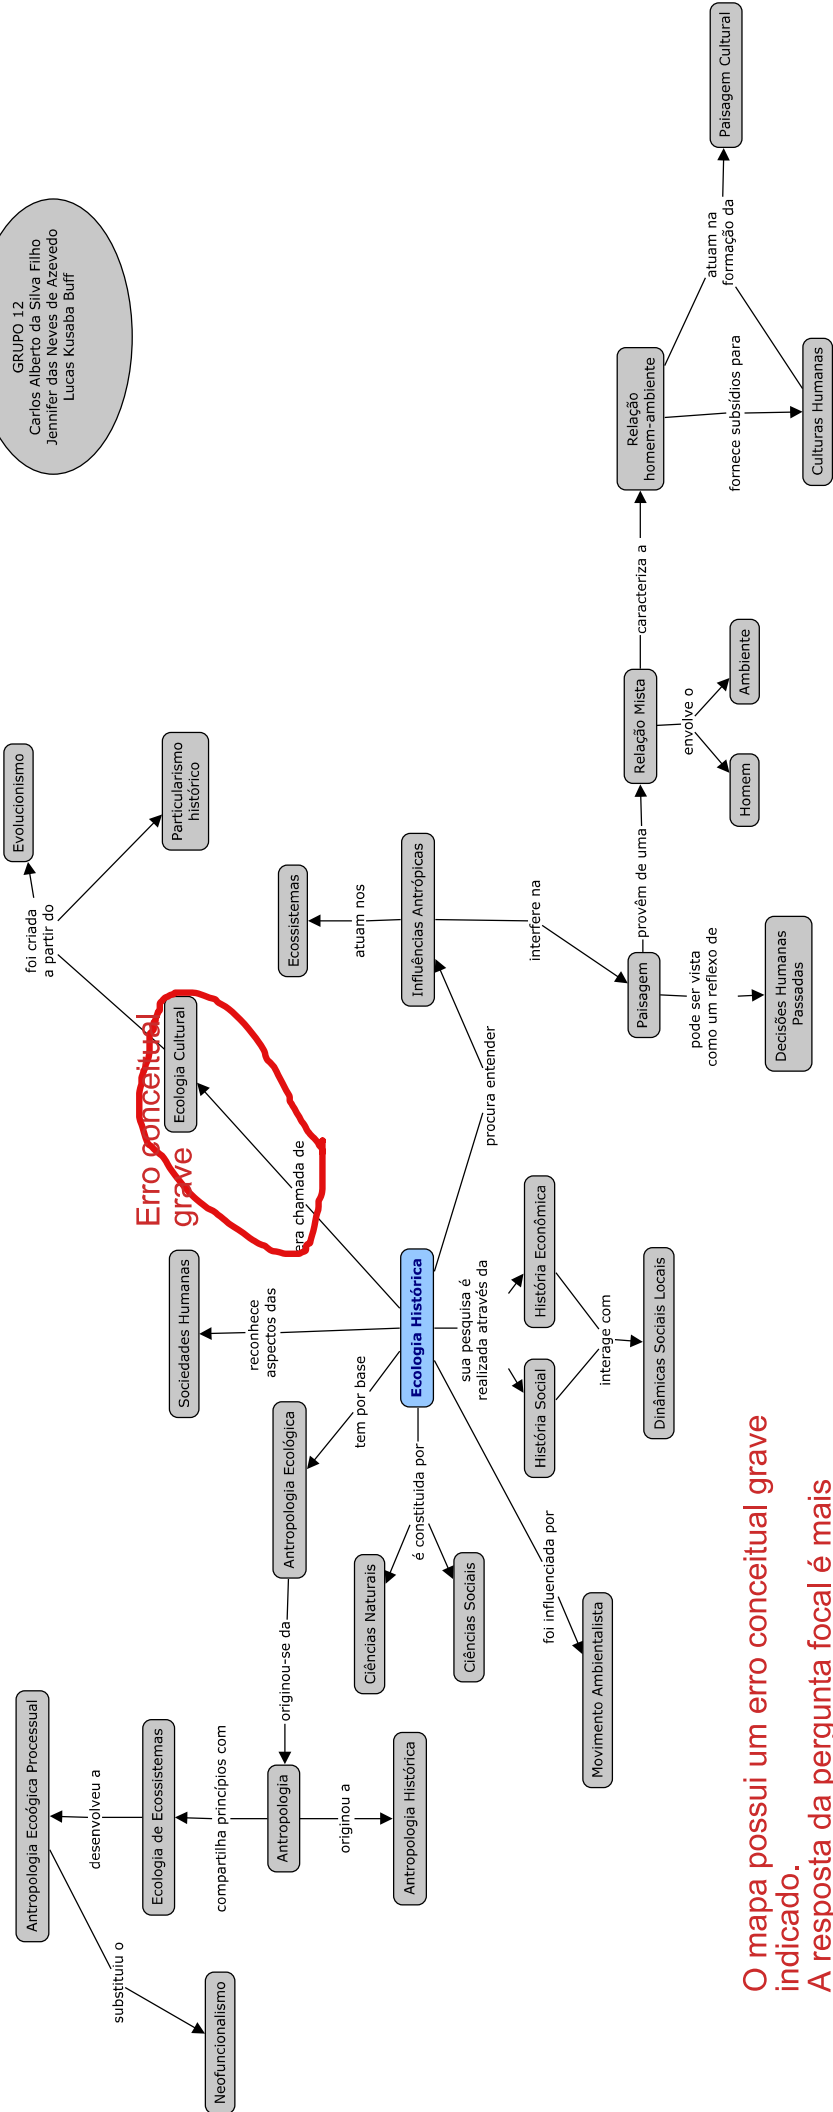 GRUPO 12
Carlos Alberto da Silva Filho
Jennifer das Neves de Azevedo
Lucas Kusaba Buff
Antropologia Ecoógica Processual
desenvolveu a
substituiu o
Neofuncionalismo
Ecologia de Ecossistemas
compartilha princípios com
Antropologia
originou a
Antropologia Histórica
originou-se da
Antropologia Ecológica
tem por base
Sociedades Humanas
reconhece
aspectos das
Erro conceitual
grave
era chamada de
Ecologia Cultural
foi criada
a partir do
Evolucionismo
Particularismo
histórico
Ecologia Histórica
é constituida por
Ciências Naturais
Ciências Sociais
foi influenciada por
Movimento Ambientalista
sua pesquisa é
realizada através da
História Social
História Econômica
interage com
Dinâmicas Sociais Locais
procura entender
Influências Antrópicas
atuam nos
Ecossistemas
interfere na
Paisagem
pode ser vista
como um reflexo de
Decisões Humanas
Passadas
provêm de uma
Relação Mista
envolve o
Homem
Ambiente
caracteriza a
Relação
homem-ambiente
fornece subsídios para
Culturas Humanas
atuam na
formação da
Paisagem Cultural
O mapa possui um erro conceitual grave
indicado.
A resposta da pergunta focal é mais